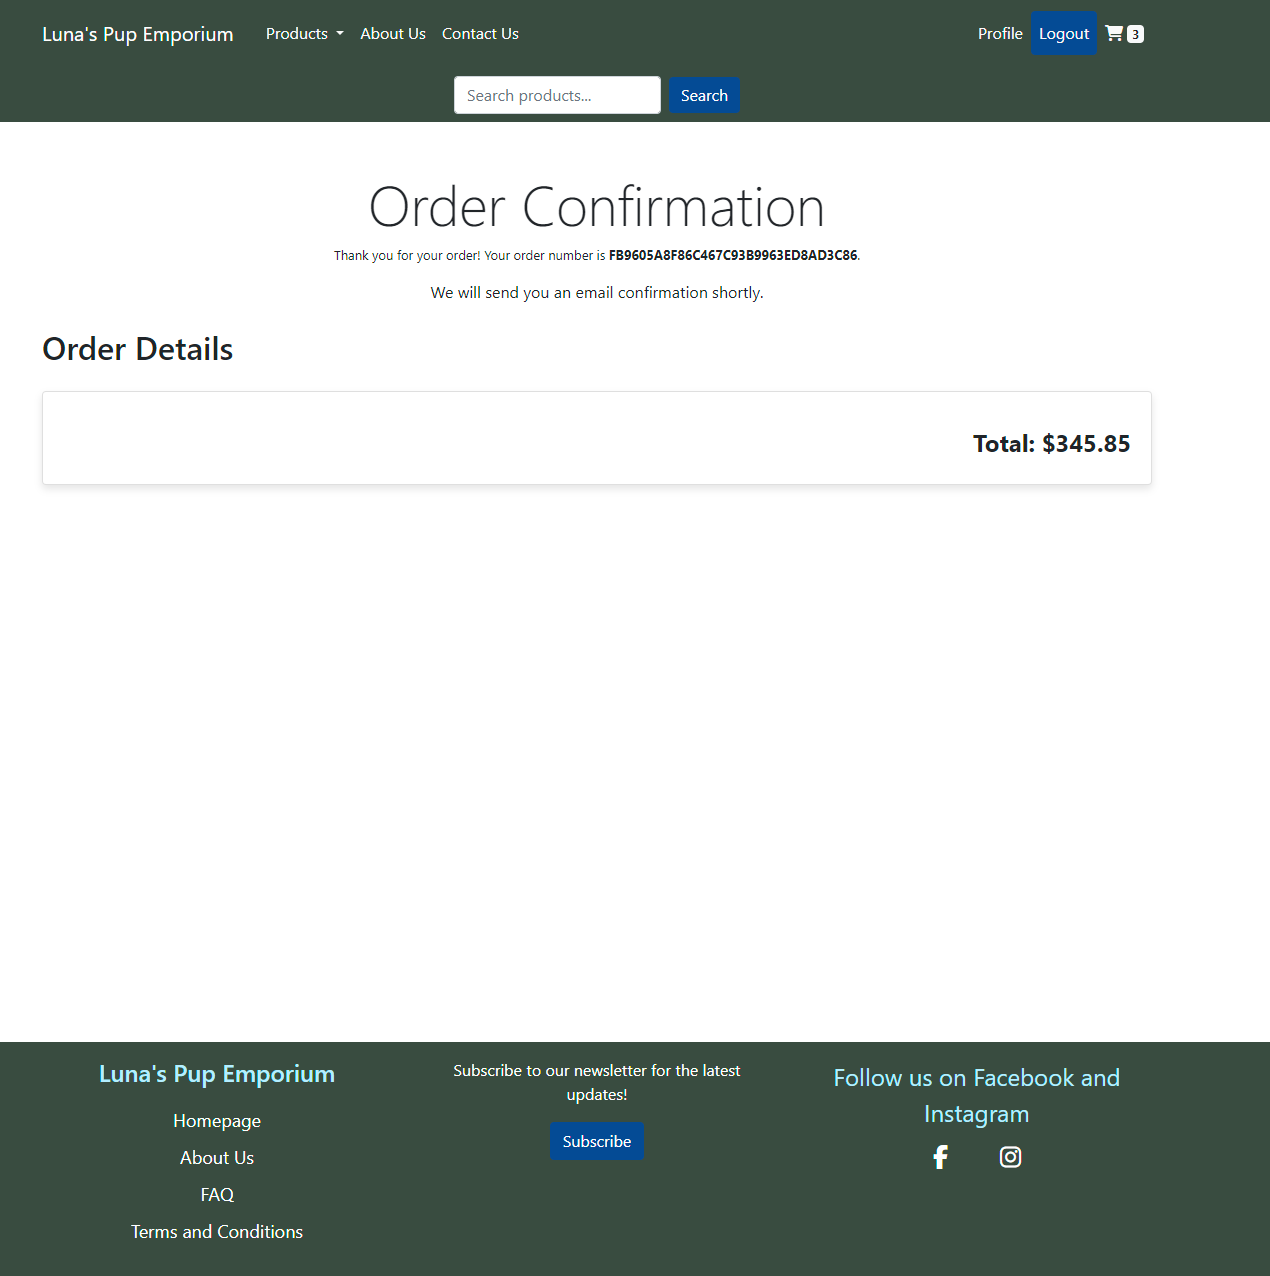 Luna's Pup Emporium Products About Us Contact Us Profile Logout 3
Search products... Search
Order Confirmation
Thank you for your order! Your order number is FB9605A8F86C467C93B9963ED8AD3C86.
We will send you an email confirmation shortly.
Order Details
Total: $345.85
Luna's Pup Emporium
Homepage
About Us
FAQ
Terms and Conditions
Subscribe to our newsletter for the latest
updates!
Subscribe
Follow us on Facebook and
Instagram